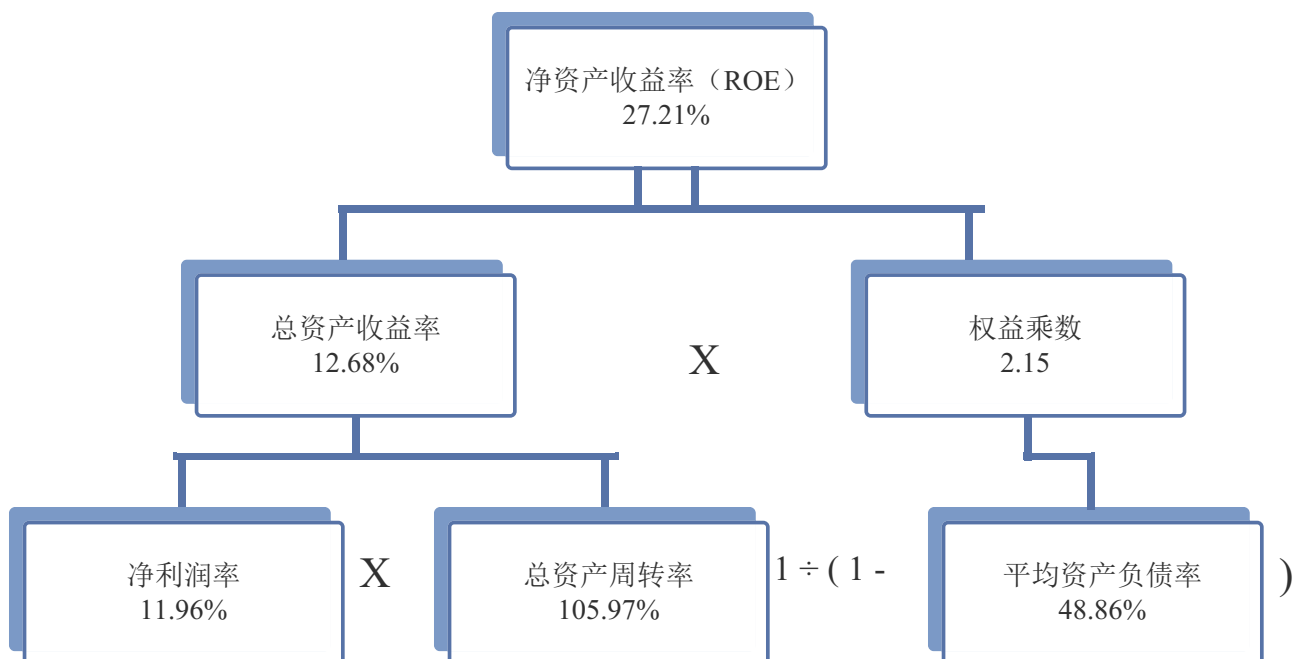 净资产收益率（ROE）
27.21%
总资产收益率
12.68%
X
权益乘数
2.15
净利润率
11.96%
X
总资产周转率
105.97%
1 ÷ ( 1 -
平均资产负债率
48.86%
)